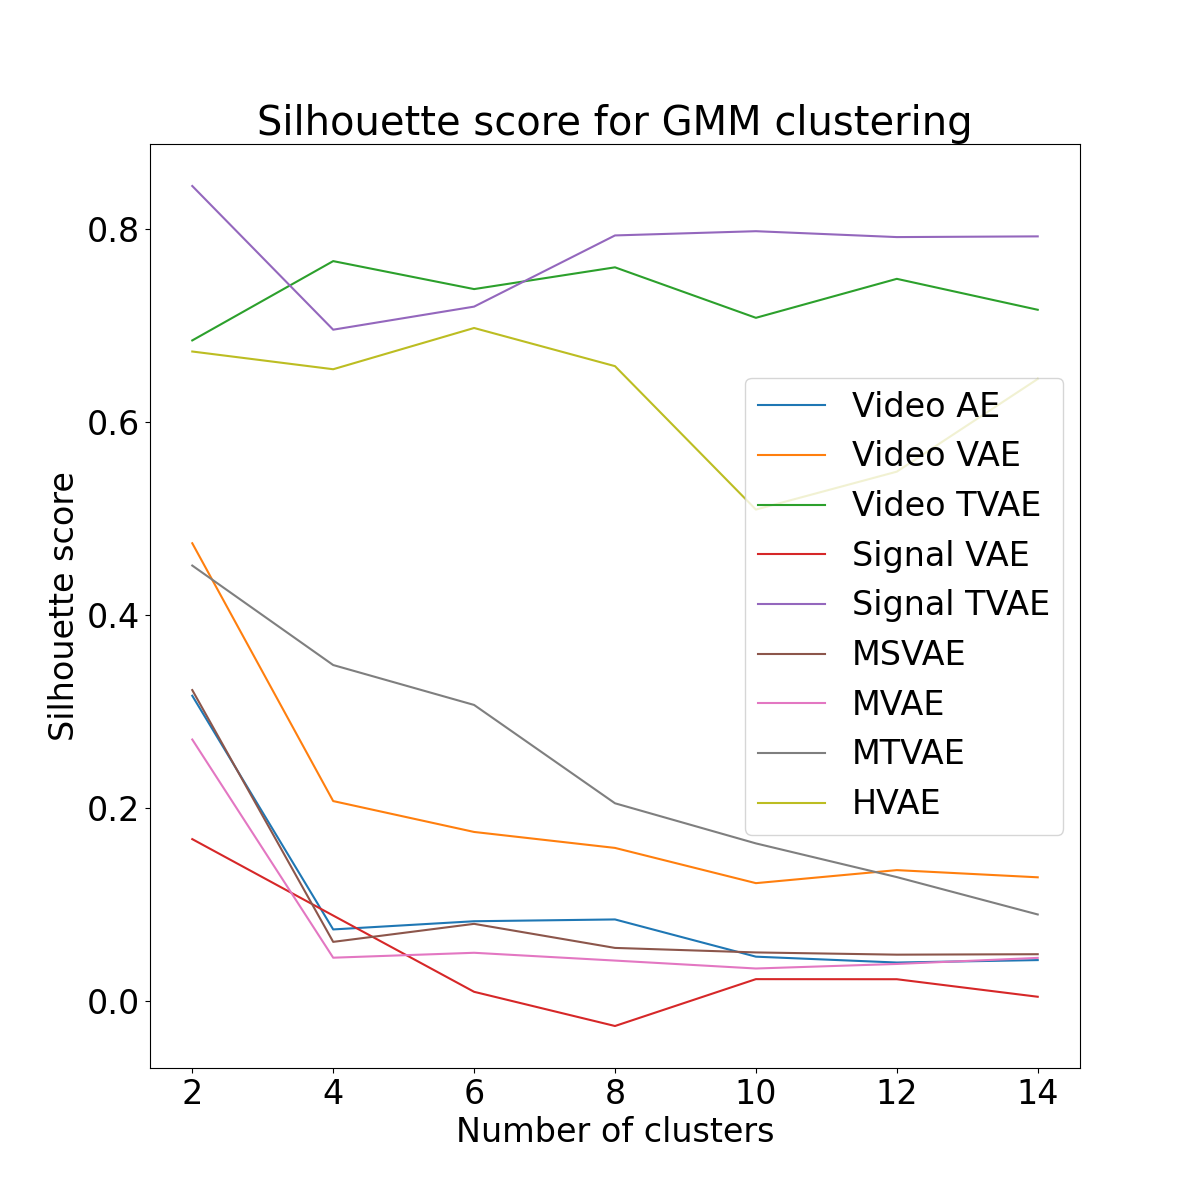 Silhouette score for GMM clustering
Silhouette score
0.8
0.6
0.4
0.2
0.0
Video AE
Video VAE
Video TVAE
Signal VAE
Signal TVAE
MSVAE
MVAE
MTVAE
HVAE
2 4 6 8 10 12 14
Number of clusters